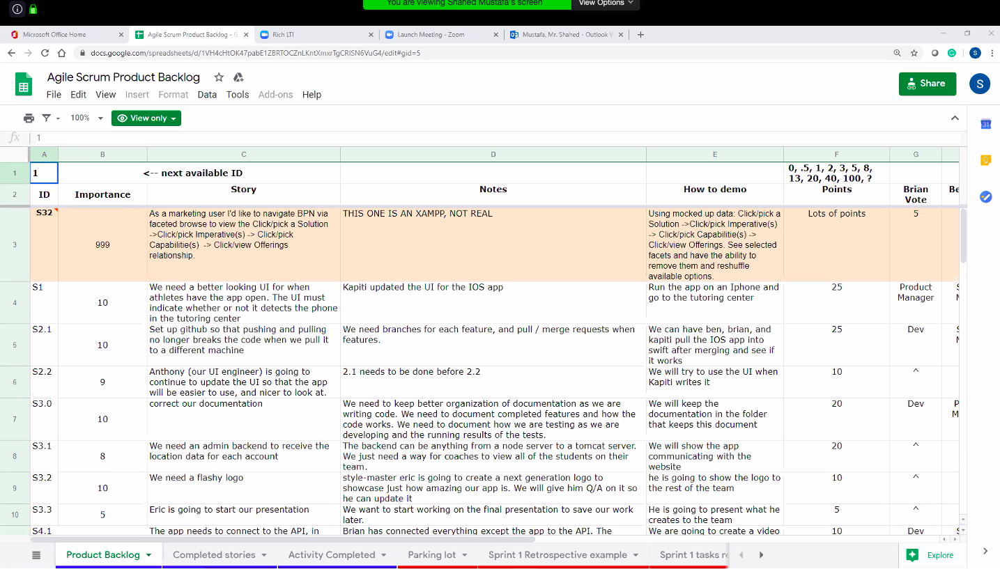 You are viewing Shahed Mustafa's screen
View Options
Microsoft Office Home
Agile Scrum Product Backlog - G
Rich LTI
Launch Meeting - Zoom
Mustafa, Mr. Shahed - Outlook
docs.google.com/spreadsheets/d/1VH4cHtOK47pabE1ZBRTOCZnLKntXmxrTgCRISN6VuG4/edit#gid=5
S
Agile Scrum Product Backlog
File Edit View Insert Format Data Tools Add-ons Help
Share
S
100%
View only
31
fx 1
A B C D E F G
1 1 <-- next available ID 0, .5, 1, 2, 3, 5, 8,
13, 20, 40, 100, ?
2 ID Importance Story Notes How to demo Points Brian
Vote
3 S32 999 As a marketing user I'd like to navigate BPN via THIS ONE IS AN XAMPP, NOT REAL Using mocked up data: Click/pick a Lots of points 5
faceted browse to view the Click/pick a Solution Solution ->Click/pick Imperative(s)
->Click/pick Imperative(s) -> Click/pick -> Click/pick Capabilitie(s) ->
Capabilitie(s) -> Click/view Offerings Click/view Offerings. See selected
relationship. facets and have the ability to
remove them and reshuffle
available options.
4 S1 10 We need a better looking UI for when Kapiti updated the UI for the IOS app Run the app on an Iphone and 25 Product
athletes have the app open. The UI must go to the tutoring center Manager
indicate whether or not it detects the phone
in the tutoring center
5 S2.1 10 Set up github so that pushing and pulling We need branches for each feature, and pull / merge requests when We can have ben, brian, and 25 Dev
no longer breaks the code when we pull it features. kapiti pull the IOS app into
to a different machine swift after merging and see if
it works
6 S2.2 9 Anthony (our UI engineer) is going to 2.1 needs to be done before 2.2 We will try to use the UI when 10 ^
continue to update the UI so that the app Kapiti writes it
will be easier to use, and nicer to look at.
7 S3.0 10 correct our documentation We need to keep better organization of documentation as we are We will keep the 20 Dev
writing code. We need to document completed features and how the documentation in the folder
code works. We need to document how we are testing as we are that keeps this document
developing and the running results of the tests.
8 S3.1 8 We need an admin backend to receive the The backend can be anything from a node server to a tomcat server. We will show the app 20 ^
location data for each account We just need a way for coaches to view all of the students on their communicating with the
team. website
9 S3.2 10 We need a flashy logo style-master eric is going to create a next generation logo to he is going to show the logo to 10 ^
showcase just how amazing our app is. We will give him Q/A on it so the rest of the team
he can update it
10 S3.3 5 Eric is going to start our presentation We want to start working on the final presentation to save our work He is going to present what he 5 ^
later. creates to the team
S4.1 The app needs to connect to the API, in Brian has connected everything except the app to the API. The We are going to create a video 10 Dev
Product Backlog Completed stories Activity Completed Parking lot Sprint 1 Retrospective example Sprint 1 tasks
Explore